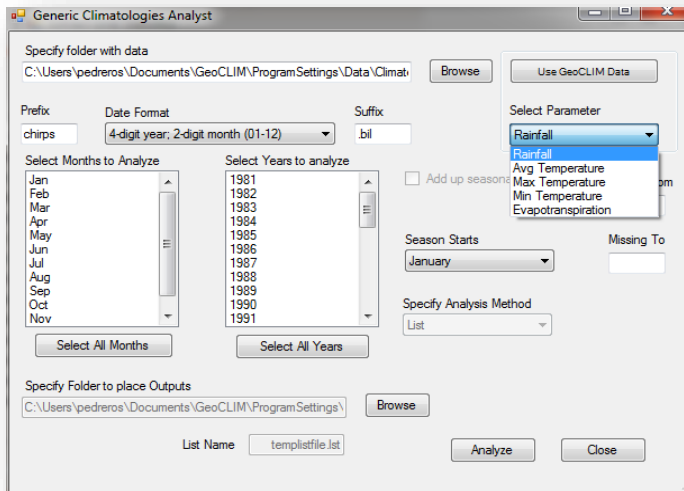 Generic Climatologies Analyst
Specify folder with data
C:\Users\pedreros\Documents\GeoCLIM\ProgramSettings\Data\Climat
Browse
Use GeoCLIM Data
Prefix
Date Format
Suffix
Select Parameter
chirps
4-digit year; 2-digit month (01-12)
.bil
Rainfall
Rainfall
Avg Temperature
Max Temperature
Min Temperature
Evapotranspiration
Select Months to Analyze
Select Years to analyze
Jan
Feb
Mar
Apr
May
Jun
Jul
Aug
Sep
Oct
Nov
1981
1982
1983
1984
1985
1986
1987
1988
1989
1990
1991
Add up seasona
om
Season Starts
Missing To
January
Specify Analysis Method
List
Select All Months
Select All Years
Specify Folder to place Outputs
C:\Users\pedreros\Documents\GeoCLIM\ProgramSettings\
Browse
List Name
templistfile.lst
Analyze
Close